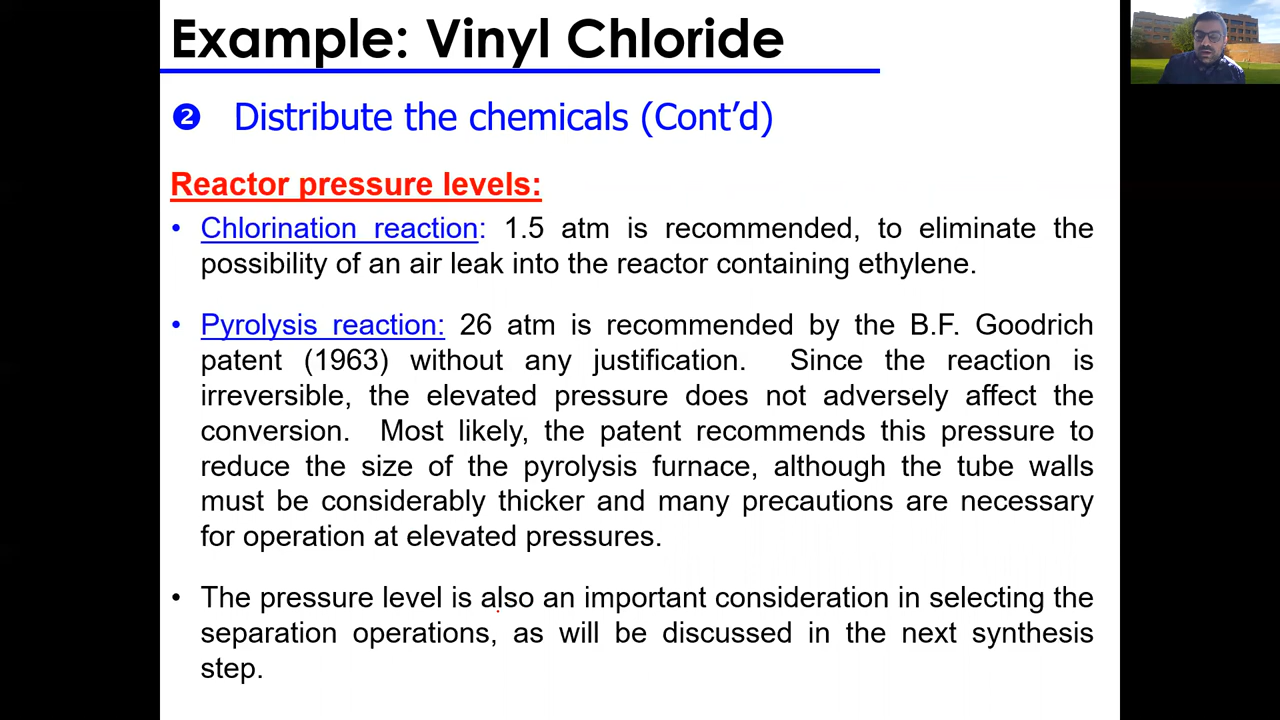 Example: Vinyl Chloride
❷ Distribute the chemicals (Cont’d)
Reactor pressure levels:
• Chlorination reaction: 1.5 atm is recommended, to eliminate the
possibility of an air leak into the reactor containing ethylene.
• Pyrolysis reaction: 26 atm is recommended by the B.F. Goodrich
patent (1963) without any justification. Since the reaction is
irreversible, the elevated pressure does not adversely affect the
conversion. Most likely, the patent recommends this pressure to
reduce the size of the pyrolysis furnace, although the tube walls
must be considerably thicker and many precautions are necessary
for operation at elevated pressures.
• The pressure level is also an important consideration in selecting the
separation operations, as will be discussed in the next synthesis
step.